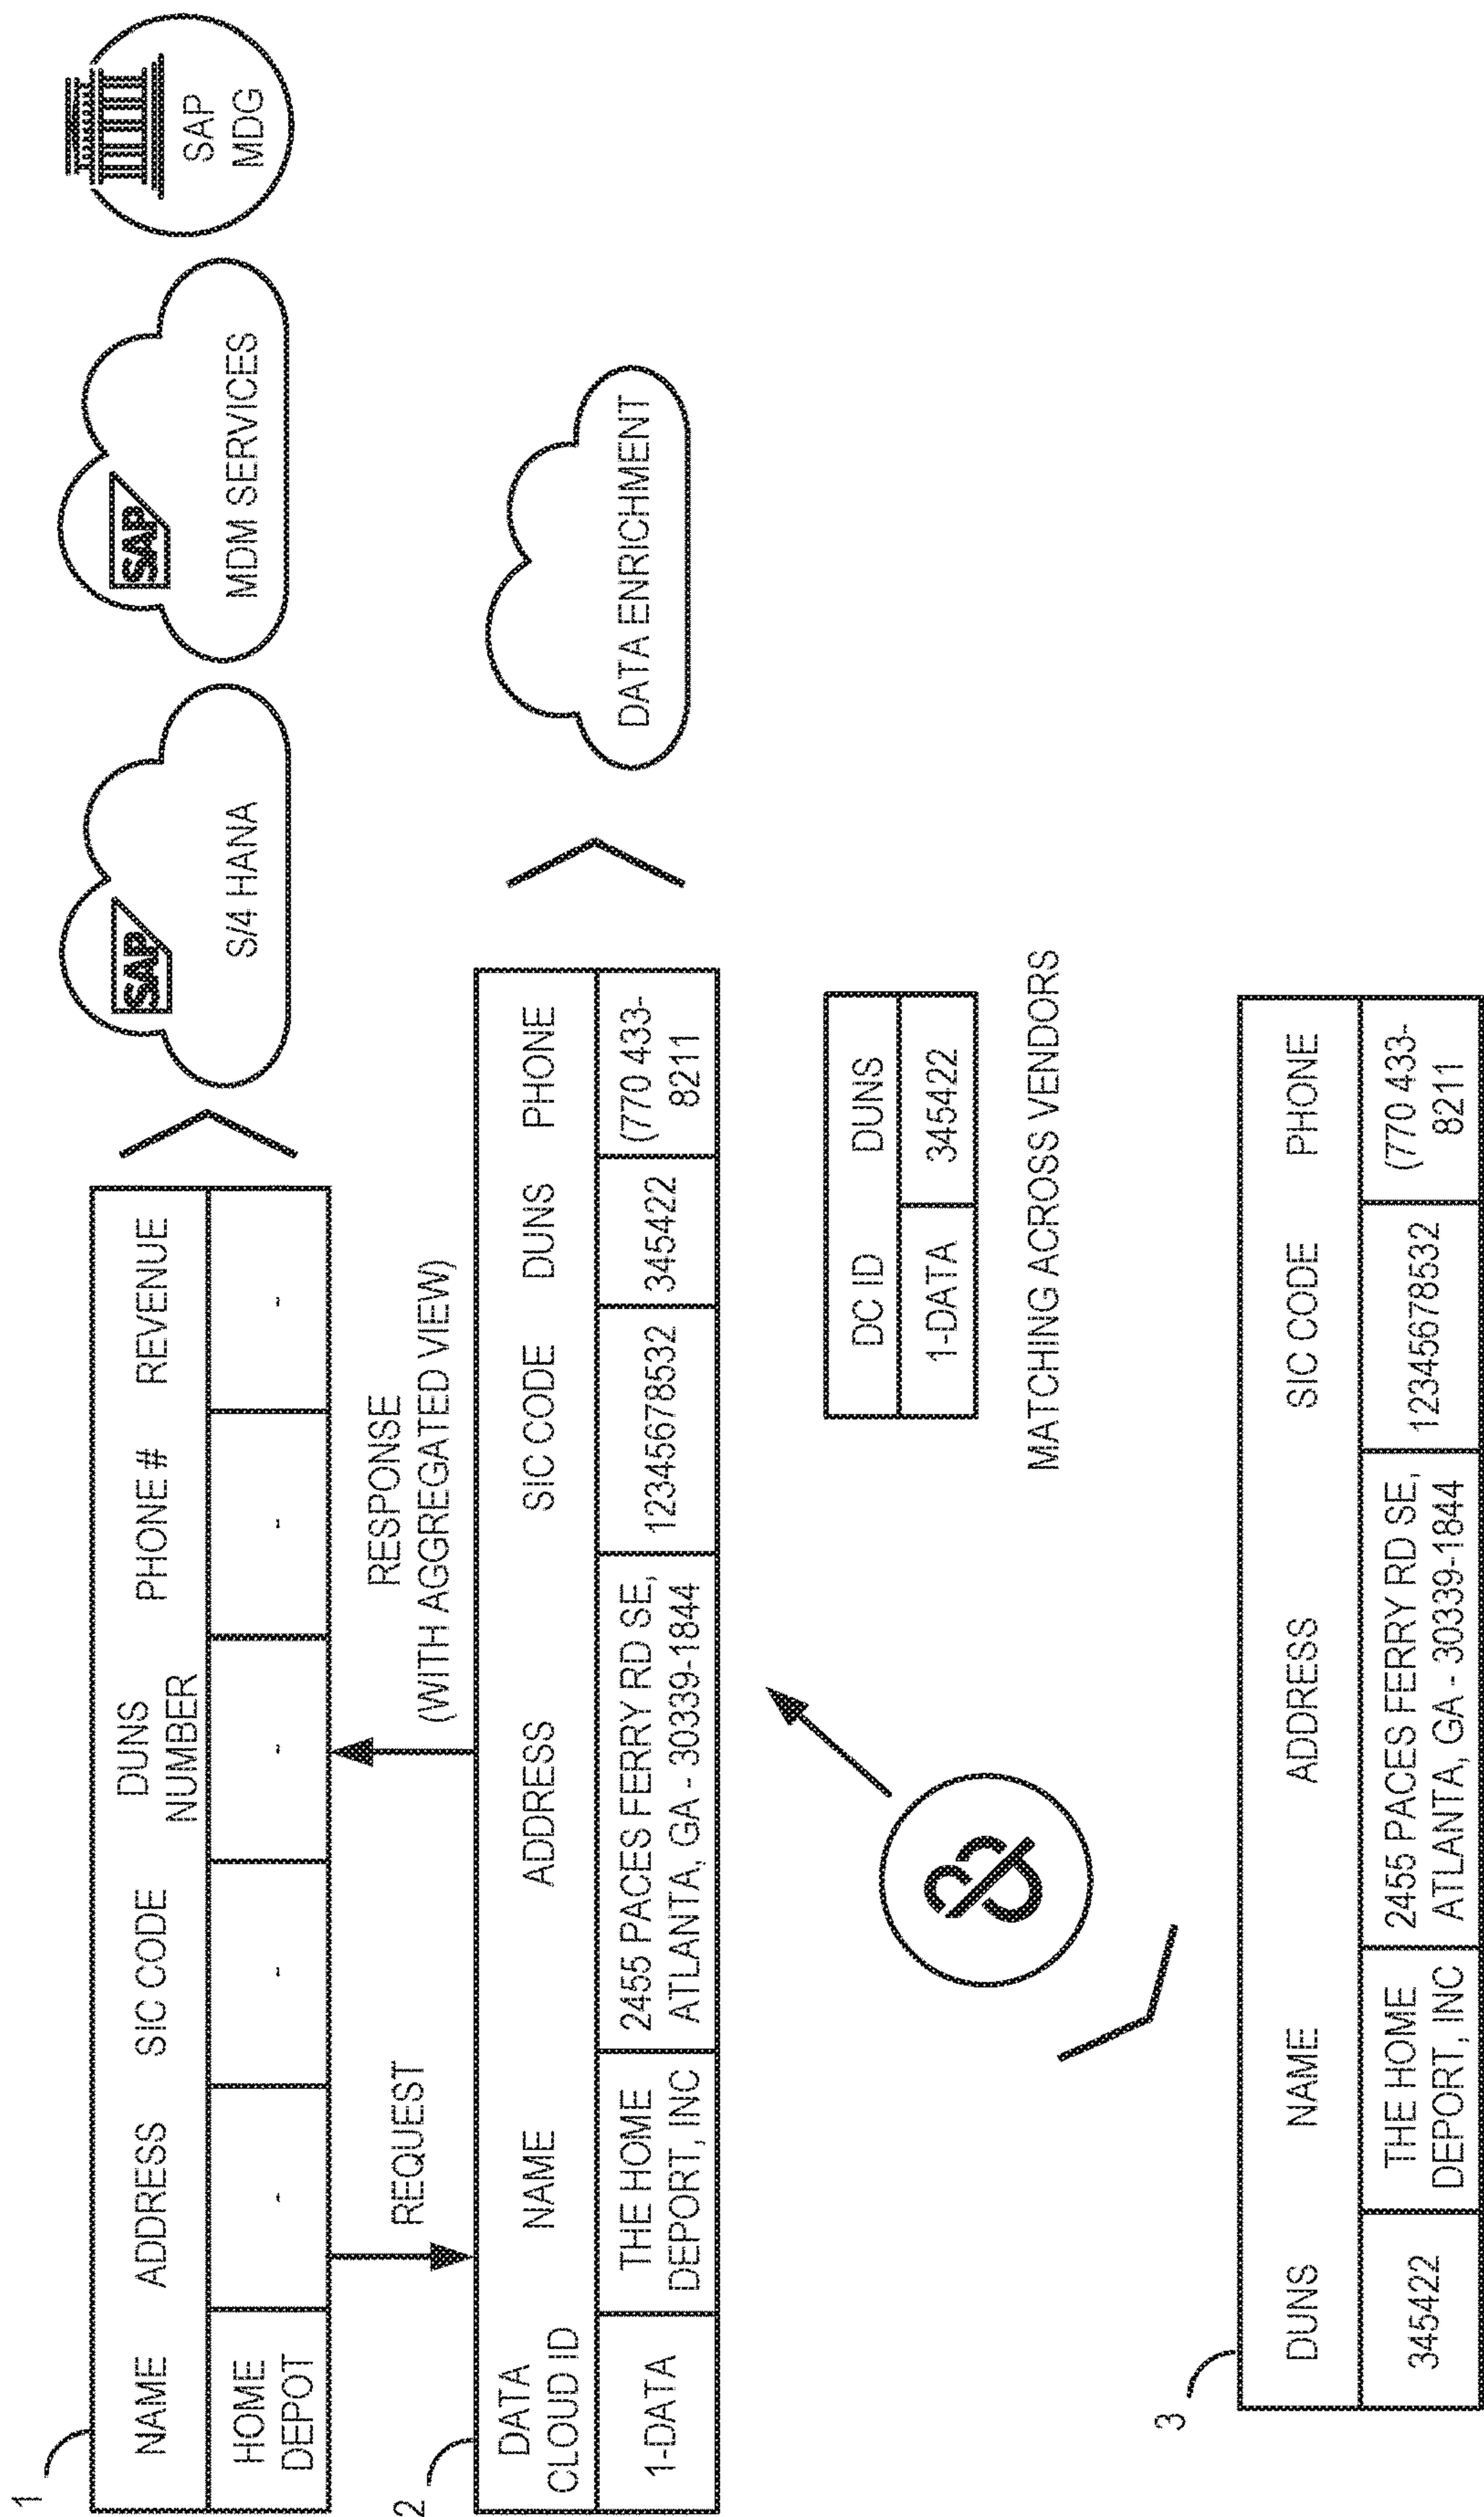 1
NAME ADDRESS SIC CODE DUNS NUMBER PHONE # REVENUE
HOME DEPOT - - - - -
SAP
S/4 HANA
SAP
MDM SERVICES
SAP
MDG
REQUEST
RESPONSE
(WITH AGGREGATED VIEW)
2
DATA CLOUD ID NAME ADDRESS SIC CODE DUNS PHONE
1-DATA THE HOME DEPORT, INC 2455 PACES FERRY RD SE, ATLANTA, GA - 30339-1844 12345678532 345422 (770 433-8211
DATA ENRICHMENT
DC ID DUNS
1-DATA 345422
MATCHING ACROSS VENDORS
3
DUNS NAME ADDRESS SIC CODE PHONE
345422 THE HOME DEPORT, INC 2455 PACES FERRY RD SE, ATLANTA, GA - 30339-1844 12345678532 (770 433-8211